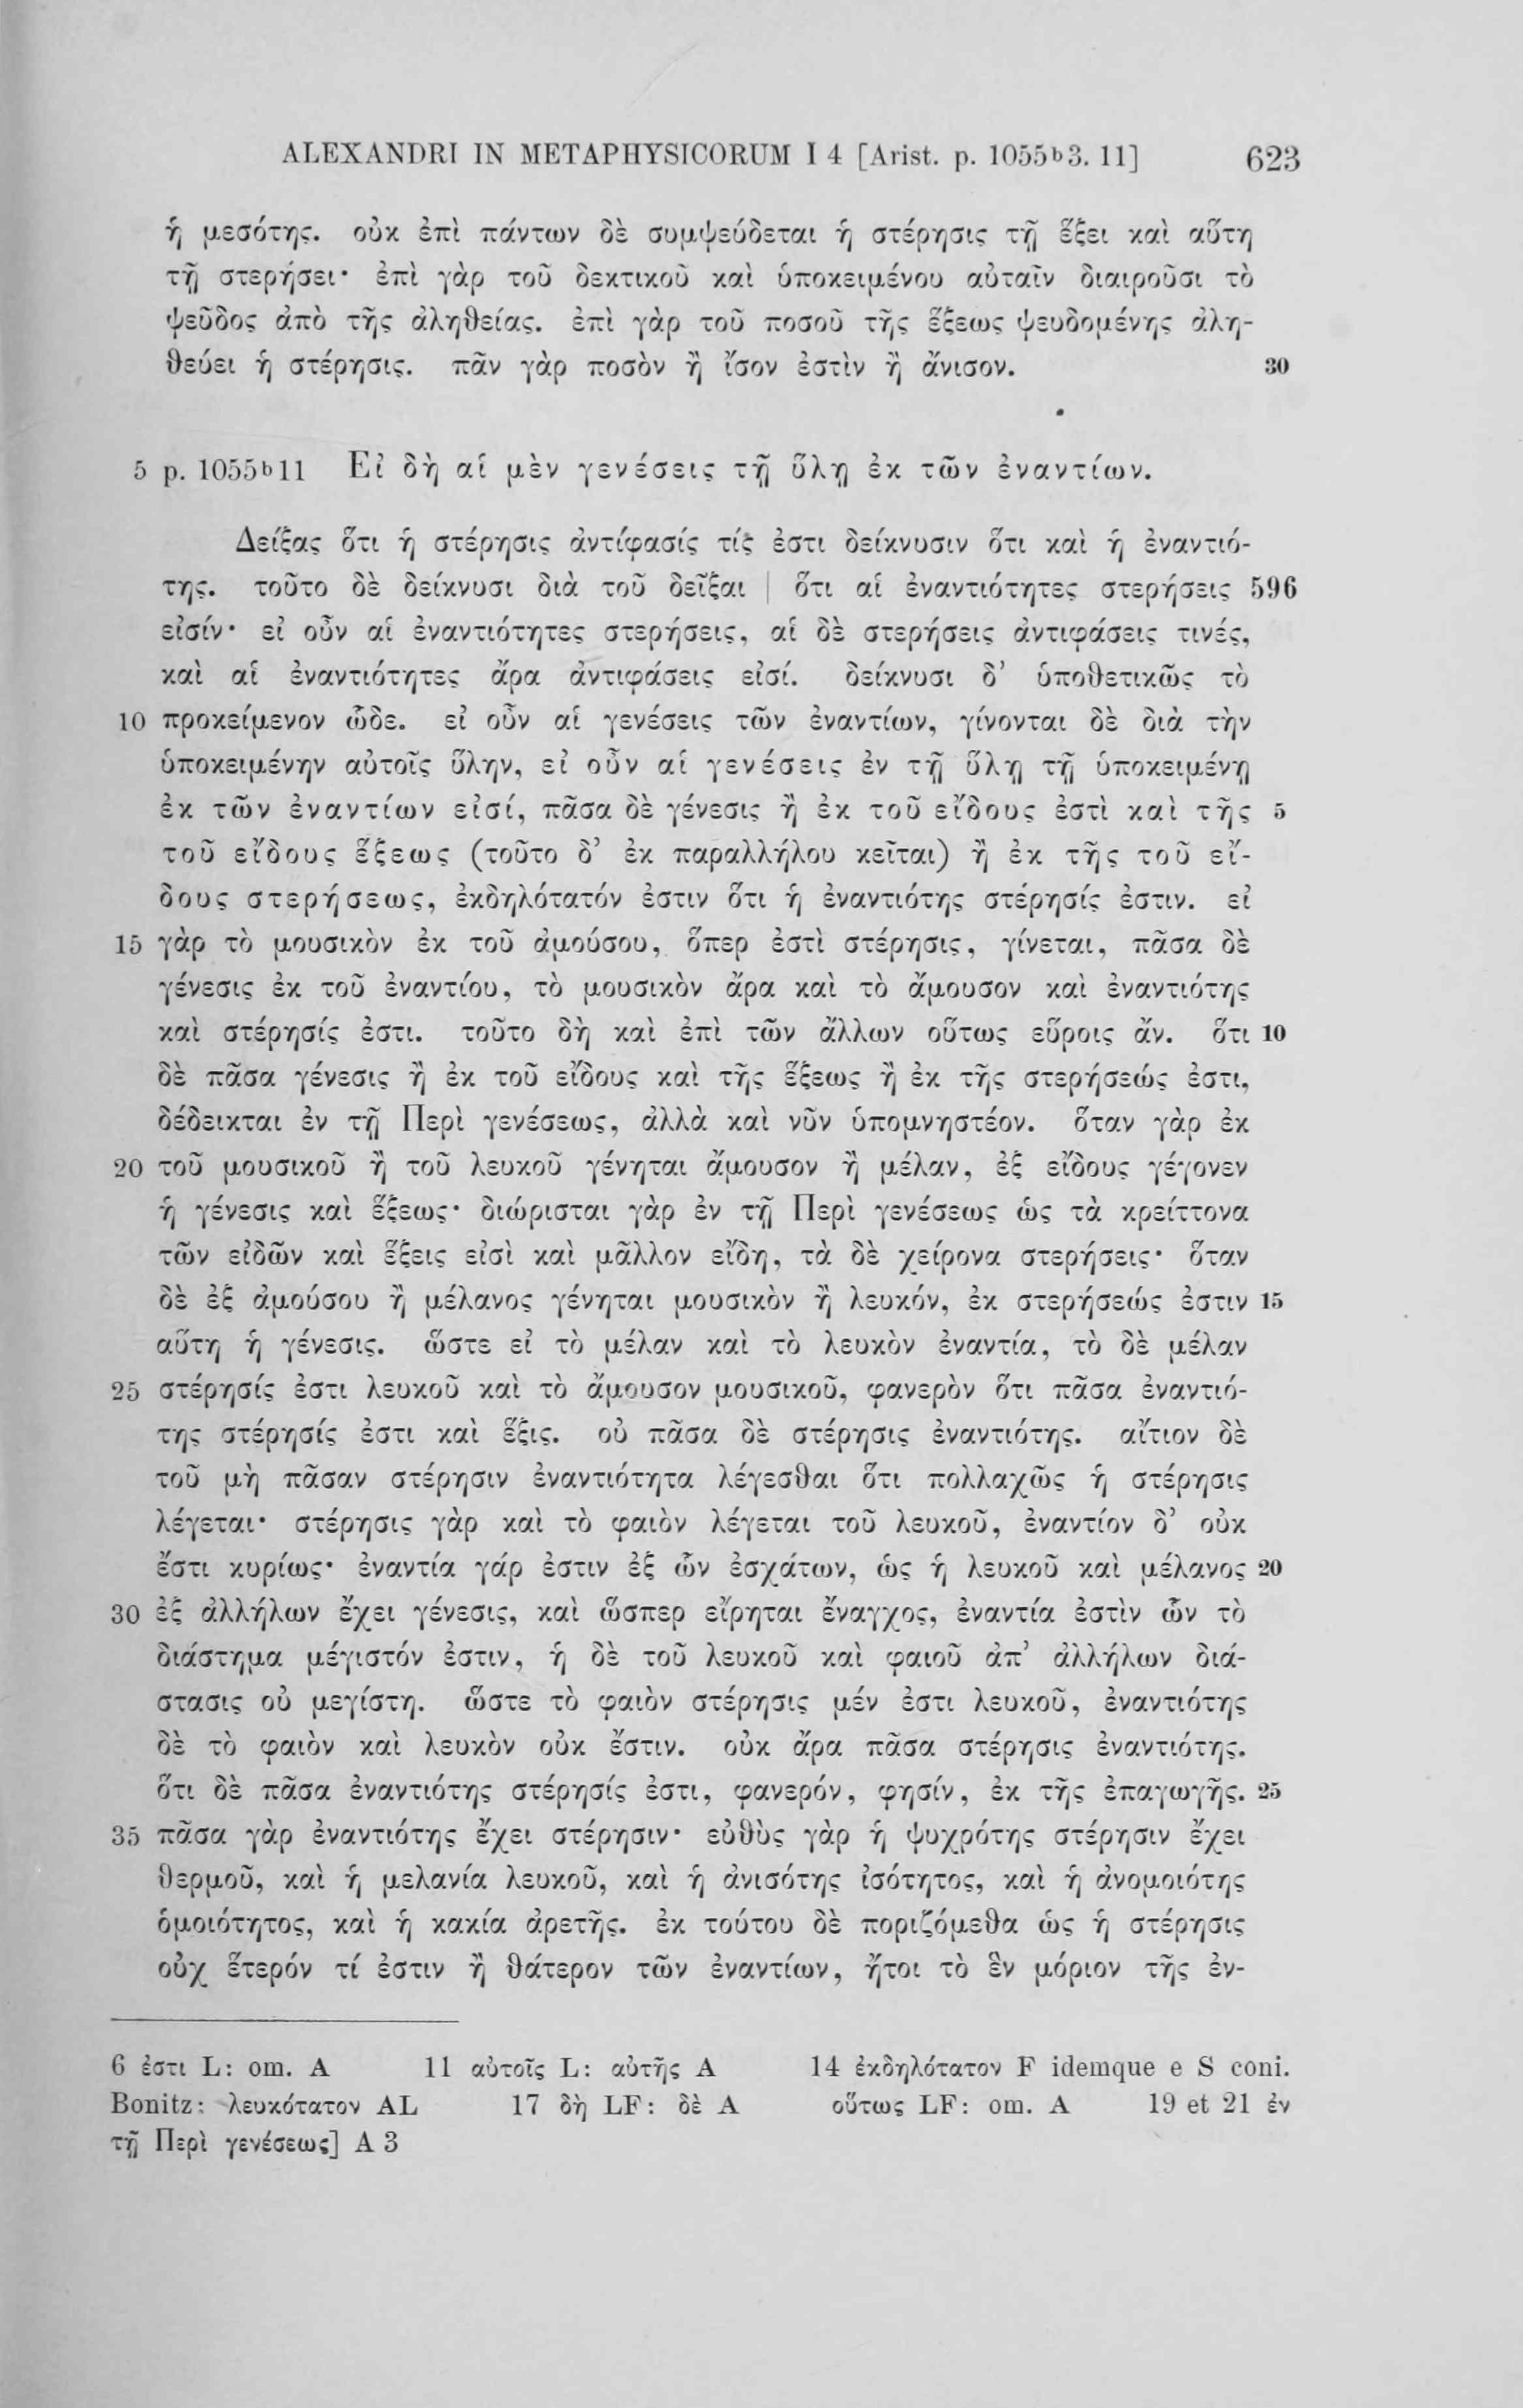 ALEXANDRI IN METAPHYSICORUM I 4 [Arist. p. 1055b3. 11] 623
ἡ μεσότης. οὐκ ἐπὶ πάντων δὲ συμψεύδεται ἡ στέρησις τῇ ἕξει καὶ αὕτη
τῇ στερήσει· ἐπὶ γὰρ τοῦ δεκτικοῦ καὶ ὑποκειμένου αὐταῖν διαιροῦσι τὸ
ψεῦδος ἀπὸ τῆς ἀληθείας. ἐπὶ γὰρ τοῦ ποσοῦ τῆς ἕξεως ψευδομένης ἀλη-
θεύει ἡ στέρησις. πᾶν γὰρ ποσὸν ἢ ἴσον ἐστὶν ἢ ἄνισον. 30
5 p. 1055b11 Εἰ δὴ αἱ μὲν γενέσεις τῇ ὕλῃ ἐκ τῶν ἐναντίων.
Δείξας ὅτι ἡ στέρησις ἀντίφασίς τίς ἐστι δείκνυσιν ὅτι καὶ ἡ ἐναντιό-
της. τοῦτο δὲ δείκνυσι διὰ τοῦ δεῖξαι | ὅτι αἱ ἐναντιότητες στερήσεις 596
εἰσίν· εἰ οὖν αἱ ἐναντιότητες στερήσεις, αἱ δὲ στερήσεις ἀντιφάσεις τινές,
καὶ αἱ ἐναντιότητες ἄρα ἀντιφάσεις εἰσί. δείκνυσι δ’ ὑποθετικῶς τὸ
10 προκείμενον ὧδε. εἰ οὖν αἱ γενέσεις τῶν ἐναντίων, γίνονται δὲ διὰ τὴν
ὑποκειμένην αὐτοῖς ὕλην, εἰ οὖν αἱ γενέσεις ἐν τῇ ὕλῃ τῇ ὑποκειμένῃ
ἐκ τῶν ἐναντίων εἰσί, πᾶσα δὲ γένεσις ἢ ἐκ τοῦ εἴδους ἐστὶ καὶ τῆς 5
τοῦ εἴδους ἕξεως (τοῦτο δ’ ἐκ παραλλήλου κεῖται) ἢ ἐκ τῆς τοῦ εἴ-
δους στερήσεως, ἐκδηλότατόν ἐστιν ὅτι ἡ ἐναντιότης στέρησίς ἐστιν. εἰ
15 γὰρ τὸ μουσικὸν ἐκ τοῦ ἀμούσου, ὅπερ ἐστὶ στέρησις, γίνεται, πᾶσα δὲ
γένεσις ἐκ τοῦ ἐναντίου, τὸ μουσικὸν ἄρα καὶ τὸ ἄμουσον καὶ ἐναντιότης
καὶ στέρησίς ἐστι. τοῦτο δὴ καὶ ἐπὶ τῶν ἄλλων οὕτως εὕροις ἄν. ὅτι 10
δὲ πᾶσα γένεσις ἢ ἐκ τοῦ εἴδους καὶ τῆς ἕξεως ἢ ἐκ τῆς στερήσεώς ἐστι,
δέδεικται ἐν τῇ Περὶ γενέσεως, ἀλλὰ καὶ νῦν ὑπομνηστέον. ὅταν γὰρ ἐκ
20 τοῦ μουσικοῦ ἢ τοῦ λευκοῦ γένηται ἄμουσον ἢ μέλαν, ἐξ εἴδους γέγονεν
ἡ γένεσις καὶ ἕξεως· διώρισται γὰρ ἐν τῇ Περὶ γενέσεως ὡς τὰ κρείττονα
τῶν εἰδῶν καὶ ἕξεις εἰσὶ καὶ μᾶλλον εἴδη, τὰ δὲ χείρονα στερήσεις· ὅταν
δὲ ἐξ ἀμούσου ἢ μέλανος γένηται μουσικὸν ἢ λευκόν, ἐκ στερήσεώς ἐστιν 15
αὕτη ἡ γένεσις. ὥστε εἰ τὸ μέλαν καὶ τὸ λευκὸν ἐναντία, τὸ δὲ μέλαν
25 στέρησίς ἐστι λευκοῦ καὶ τὸ ἄμουσον μουσικοῦ, φανερὸν ὅτι πᾶσα ἐναντιό-
της στέρησίς ἐστι καὶ ἕξις. οὐ πᾶσα δὲ στέρησις ἐναντιότης. αἴτιον δὲ
τοῦ μὴ πᾶσαν στέρησιν ἐναντιότητα λέγεσθαι ὅτι πολλαχῶς ἡ στέρησις
λέγεται· στέρησις γὰρ καὶ τὸ φαιὸν λέγεται τοῦ λευκοῦ, ἐναντίον δ’ οὐκ
ἔστι κυρίως· ἐναντία γάρ ἐστιν ἐξ ὧν ἐσχάτων, ὡς ἡ λευκοῦ καὶ μέλανος 20
30 ἐξ ἀλλήλων ἔχει γένεσις, καὶ ὥσπερ εἴρηται ἔναγχος, ἐναντία ἐστὶν ὧν τὸ
διάστημα μέγιστόν ἐστιν, ἡ δὲ τοῦ λευκοῦ καὶ φαιοῦ ἀπ’ ἀλλήλων διά-
στασις οὐ μεγίστη. ὥστε τὸ φαιὸν στέρησις μέν ἐστι λευκοῦ, ἐναντιότης
δὲ τὸ φαιὸν καὶ λευκὸν οὐκ ἔστιν. οὐκ ἄρα πᾶσα στέρησις ἐναντιότης.
ὅτι δὲ πᾶσα ἐναντιότης στέρησίς ἐστι, φανερόν, φησίν, ἐκ τῆς ἐπαγωγῆς. 25
35 πᾶσα γὰρ ἐναντιότης ἔχει στέρησιν· εὐθὺς γὰρ ἡ ψυχρότης στέρησιν ἔχει
θερμοῦ, καὶ ἡ μελανία λευκοῦ, καὶ ἡ ἀνισότης ἰσότητος, καὶ ἡ ἀνομοιότης
ὁμοιότητος, καὶ ἡ κακία ἀρετῆς. ἐκ τούτου δὲ ποριζόμεθα ὡς ἡ στέρησις
οὐχ ἕτερόν τί ἐστιν ἢ θάτερον τῶν ἐναντίων, ἤτοι τὸ ἓν μόριον τῆς ἐν-
6 ἐστι L: om. A 11 αὐτοῖς L: αὐτῆς A 14 ἐκδηλότατον F idemque e S coni.
Bonitz: λευκότατον AL 17 δὴ LF: δὲ A οὕτως LF: om. A 19 et 21 ἐν
τῇ Περὶ γενέσεως] A 3